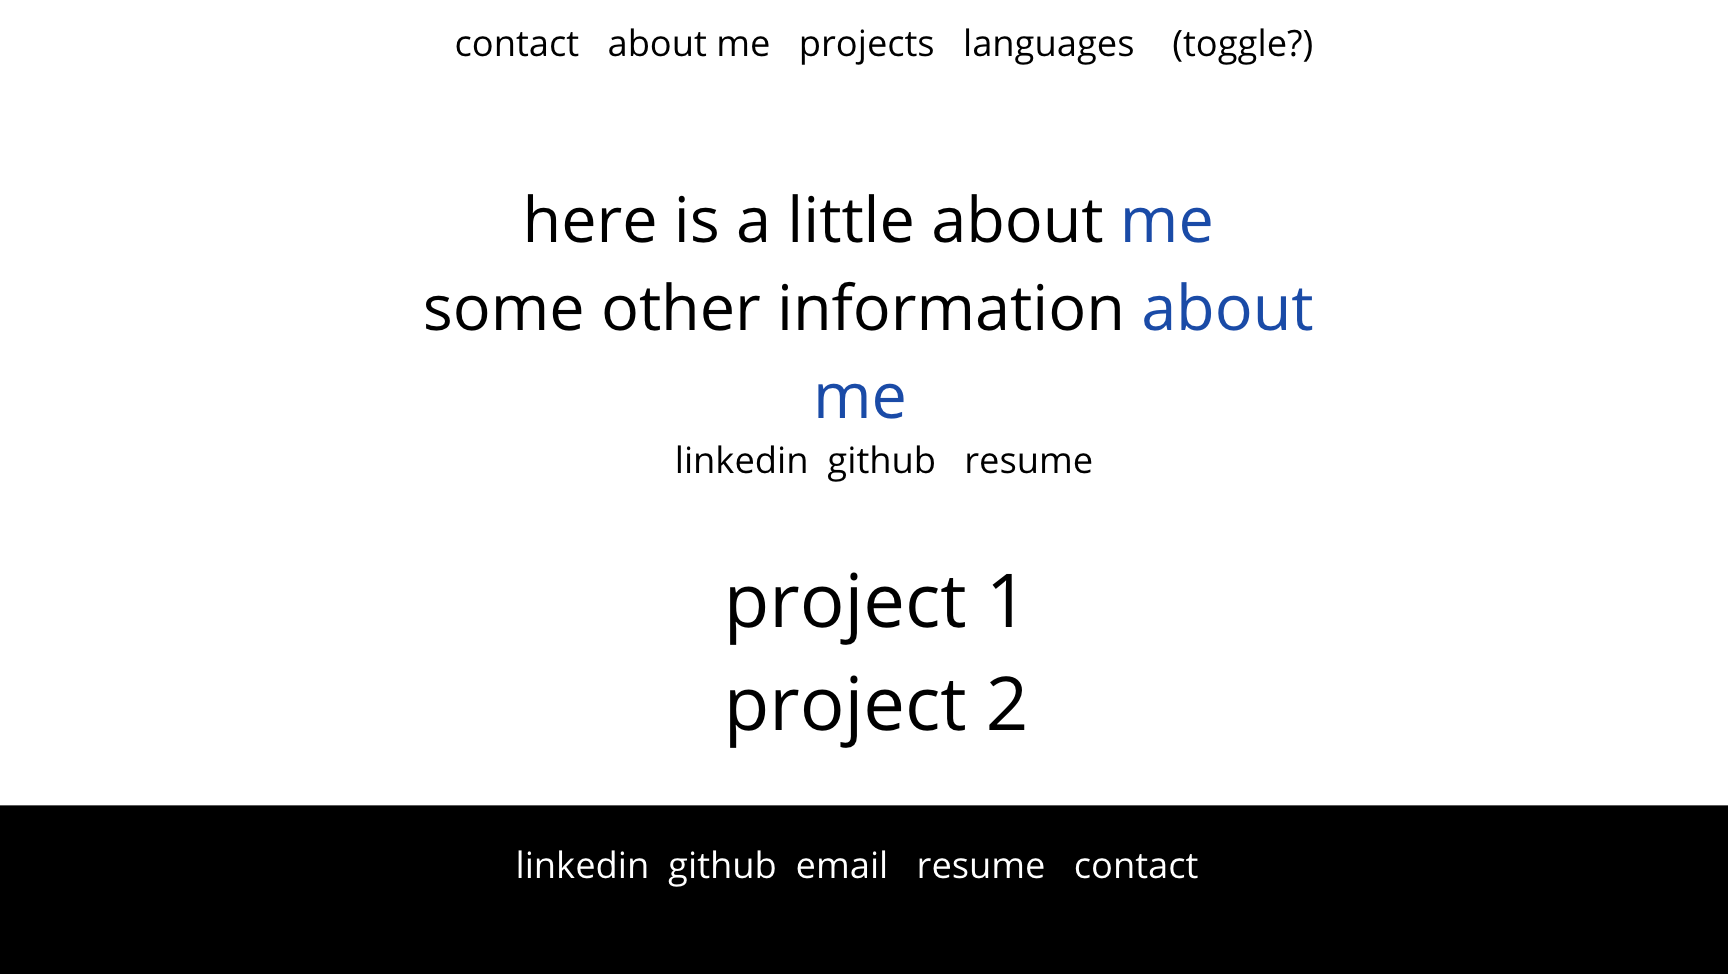 contact about me projects languages (toggle?)
here is a little about me
some other information about
me
linkedin github resume
project 1
project 2
linkedin github email resume contact